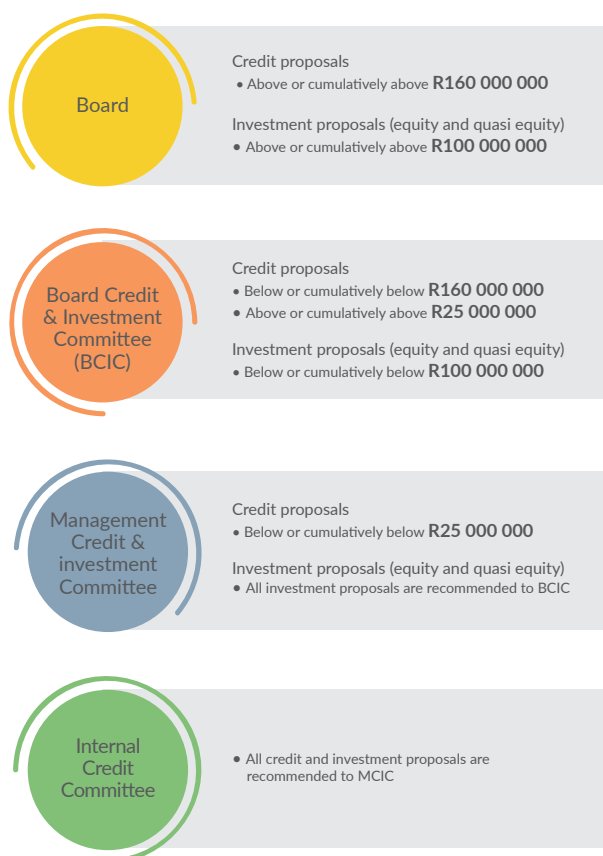 Board
Credit proposals
• Above or cumulatively above R160 000 000
Investment proposals (equity and quasi equity)
• Above or cumulatively above R100 000 000
Board Credit
& Investment
Committee
(BCIC)
Credit proposals
• Below or cumulatively below R160 000 000
• Above or cumulatively above R25 000 000
Investment proposals (equity and quasi equity)
• Below or cumulatively below R100 000 000
Management
Credit &
investment
Committee
Credit proposals
• Below or cumulatively below R25 000 000
Investment proposals (equity and quasi equity)
• All investment proposals are recommended to BCIC
Internal
Credit
Committee
• All credit and investment proposals are
recommended to MCIC